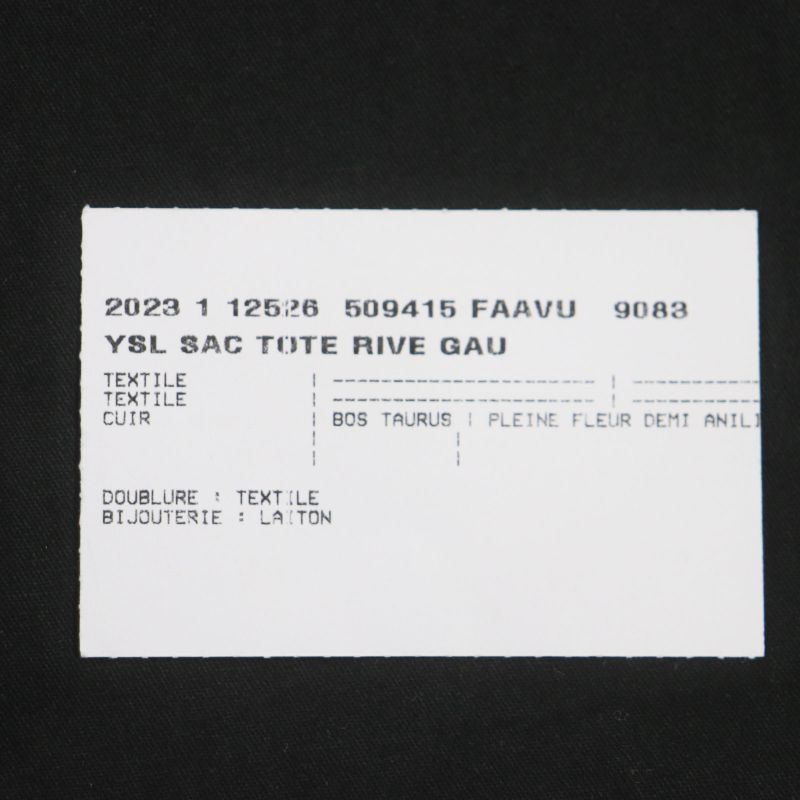 2023 1 12526 509415 FAAVU 9083
YSL SAC TOTE RIVE GAU
TEXTILE | ---------------------- | -----------
TEXTILE | ---------------------- | -----------
CUIR | BOS TAURUS | PLEINE FLEUR DEMI ANILI
| |
| |
DOUBLURE : TEXTILE
BIJOUTERIE : LAITON